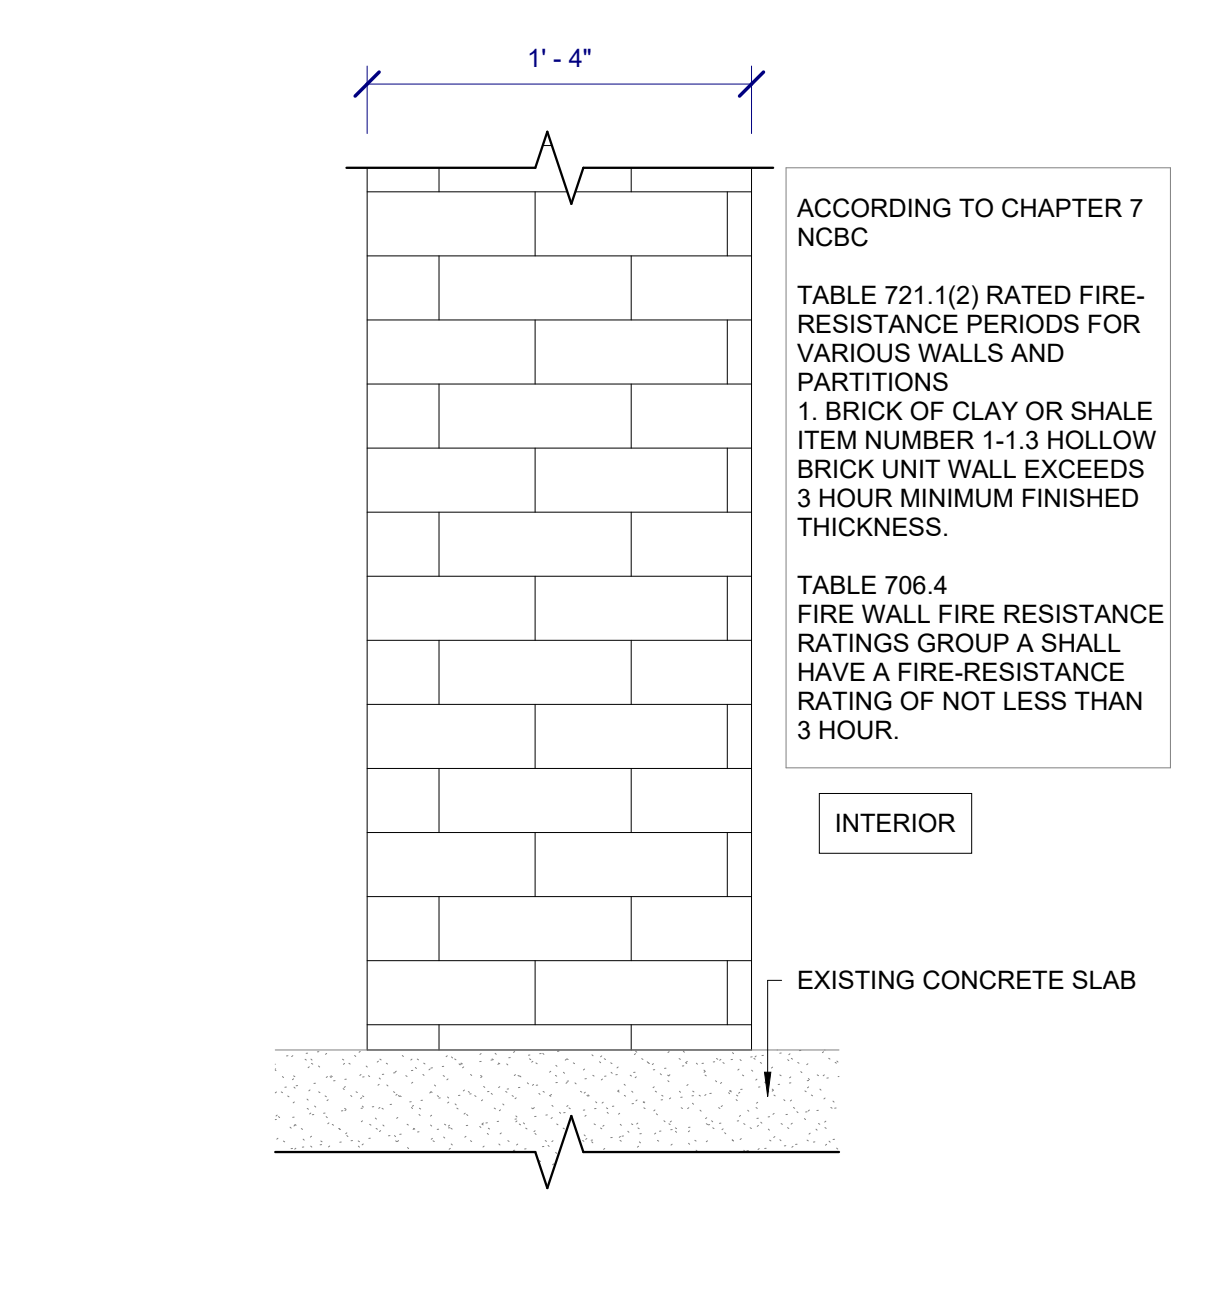 1' - 4"
ACCORDING TO CHAPTER 7
NCBC
TABLE 721.1(2) RATED FIRE-
RESISTANCE PERIODS FOR
VARIOUS WALLS AND
PARTITIONS
1. BRICK OF CLAY OR SHALE
ITEM NUMBER 1-1.3 HOLLOW
BRICK UNIT WALL EXCEEDS
3 HOUR MINIMUM FINISHED
THICKNESS.
TABLE 706.4
FIRE WALL FIRE RESISTANCE
RATINGS GROUP A SHALL
HAVE A FIRE-RESISTANCE
RATING OF NOT LESS THAN
3 HOUR.
INTERIOR
EXISTING CONCRETE SLAB